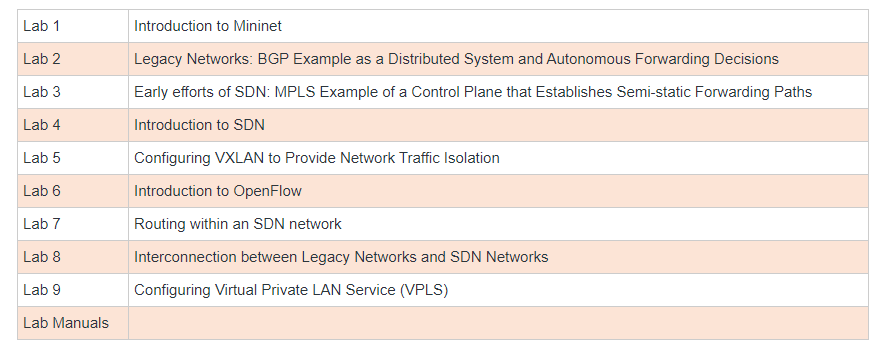 Lab 1 Introduction to Mininet
Lab 2 Legacy Networks: BGP Example as a Distributed System and Autonomous Forwarding Decisions
Lab 3 Early efforts of SDN: MPLS Example of a Control Plane that Establishes Semi-static Forwarding Paths
Lab 4 Introduction to SDN
Lab 5 Configuring VXLAN to Provide Network Traffic Isolation
Lab 6 Introduction to OpenFlow
Lab 7 Routing within an SDN network
Lab 8 Interconnection between Legacy Networks and SDN Networks
Lab 9 Configuring Virtual Private LAN Service (VPLS)
Lab Manuals